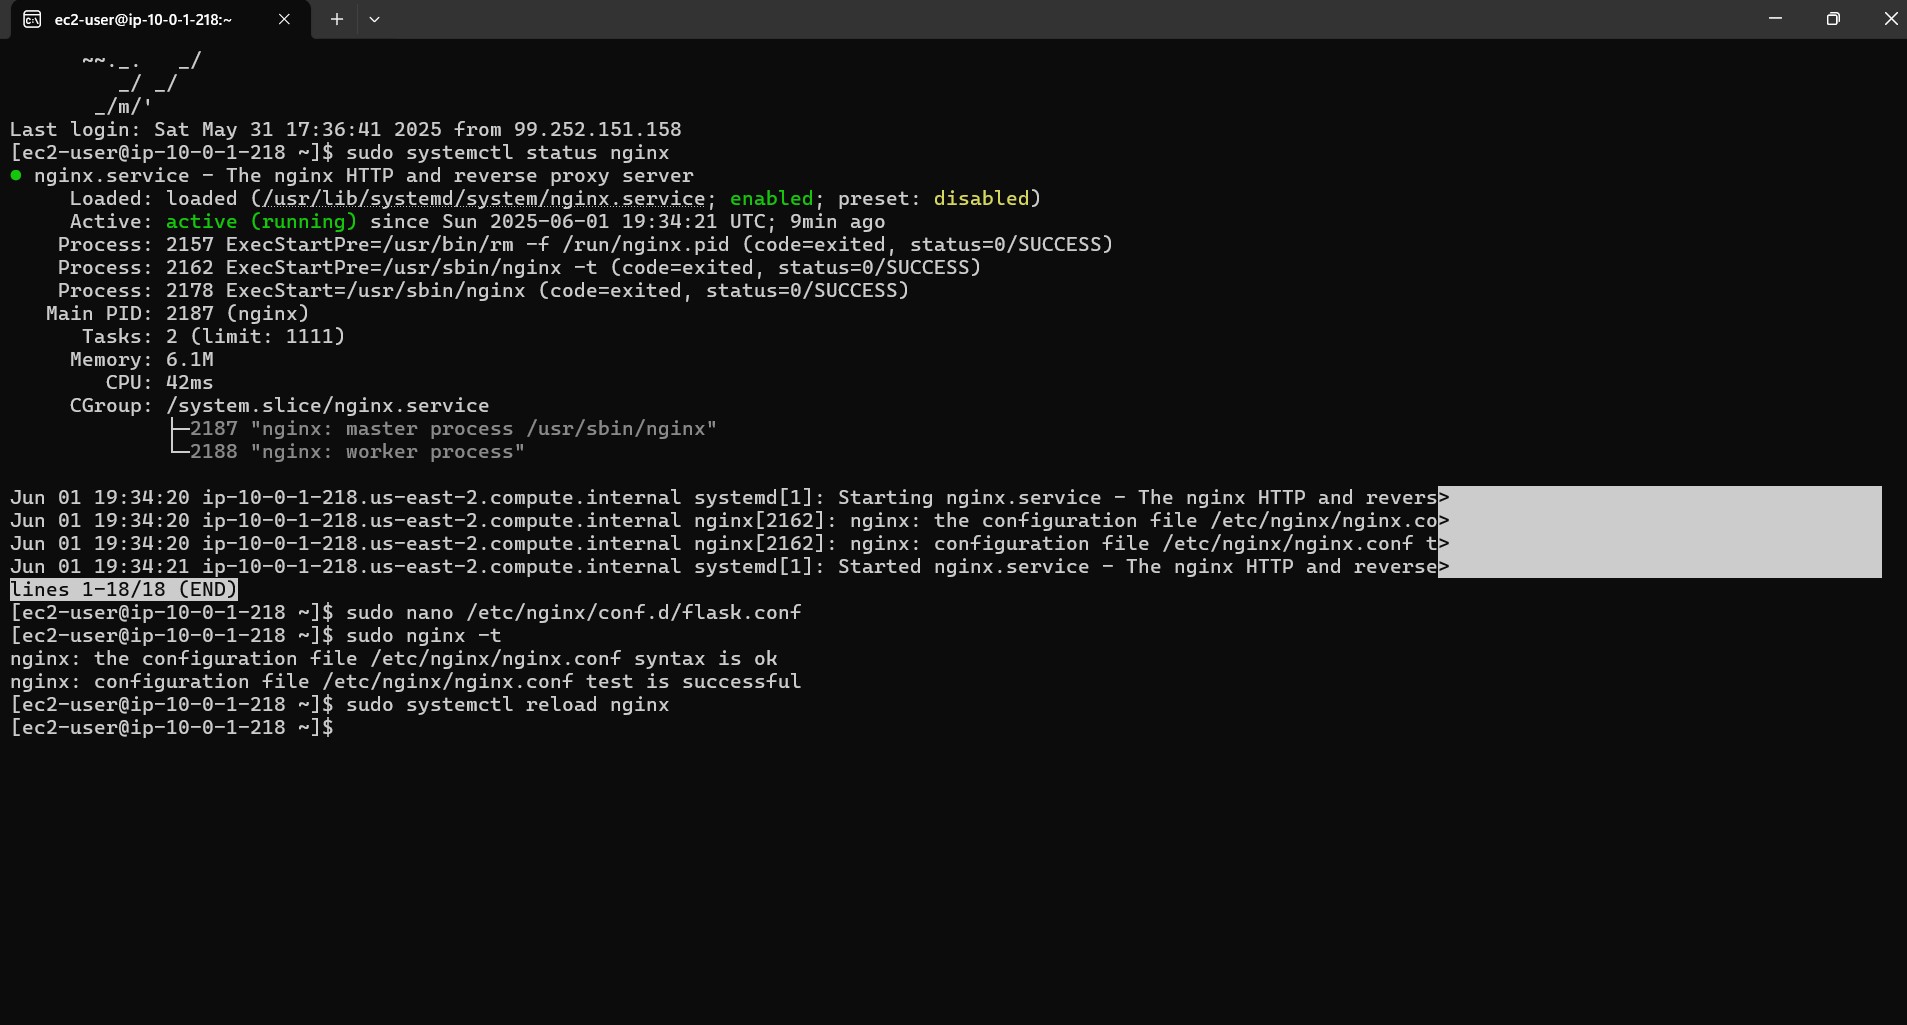 ec2-user@ip-10-0-1-218:~
~~._.   _/
_/ _/
_/m/'
Last login: Sat May 31 17:36:41 2025 from 99.252.151.158
[ec2-user@ip-10-0-1-218 ~]$ sudo systemctl status nginx
● nginx.service - The nginx HTTP and reverse proxy server
Loaded: loaded (/usr/lib/systemd/system/nginx.service; enabled; preset: disabled)
Active: active (running) since Sun 2025-06-01 19:34:21 UTC; 9min ago
Process: 2157 ExecStartPre=/usr/bin/rm -f /run/nginx.pid (code=exited, status=0/SUCCESS)
Process: 2162 ExecStartPre=/usr/sbin/nginx -t (code=exited, status=0/SUCCESS)
Process: 2178 ExecStart=/usr/sbin/nginx (code=exited, status=0/SUCCESS)
Main PID: 2187 (nginx)
Tasks: 2 (limit: 1111)
Memory: 6.1M
CPU: 42ms
CGroup: /system.slice/nginx.service
├─2187 "nginx: master process /usr/sbin/nginx"
└─2188 "nginx: worker process"
Jun 01 19:34:20 ip-10-0-1-218.us-east-2.compute.internal systemd[1]: Starting nginx.service - The nginx HTTP and revers>
Jun 01 19:34:20 ip-10-0-1-218.us-east-2.compute.internal nginx[2162]: nginx: the configuration file /etc/nginx/nginx.co>
Jun 01 19:34:20 ip-10-0-1-218.us-east-2.compute.internal nginx[2162]: nginx: configuration file /etc/nginx/nginx.conf t>
Jun 01 19:34:21 ip-10-0-1-218.us-east-2.compute.internal systemd[1]: Started nginx.service - The nginx HTTP and reverse>
lines 1-18/18 (END)
[ec2-user@ip-10-0-1-218 ~]$ sudo nano /etc/nginx/conf.d/flask.conf
[ec2-user@ip-10-0-1-218 ~]$ sudo nginx -t
nginx: the configuration file /etc/nginx/nginx.conf syntax is ok
nginx: configuration file /etc/nginx/nginx.conf test is successful
[ec2-user@ip-10-0-1-218 ~]$ sudo systemctl reload nginx
[ec2-user@ip-10-0-1-218 ~]$